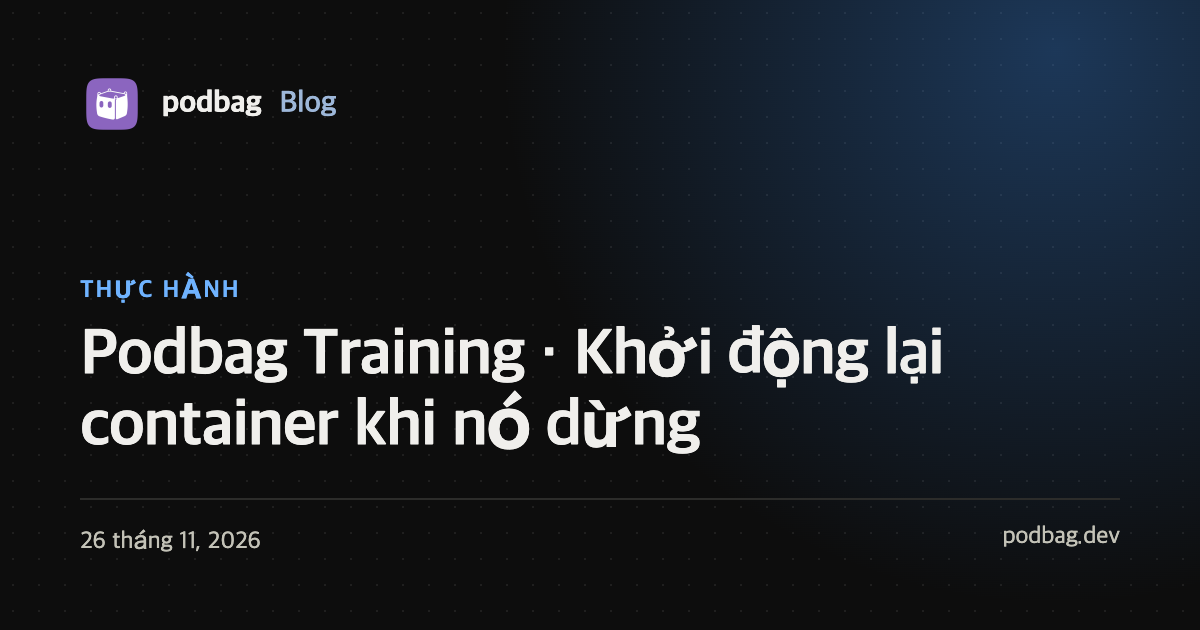 podbag Blog
THỰC HÀNH
Podbag Training · Khởi động lại
container khi nó dừng
26 tháng 11, 2026
podbag.dev